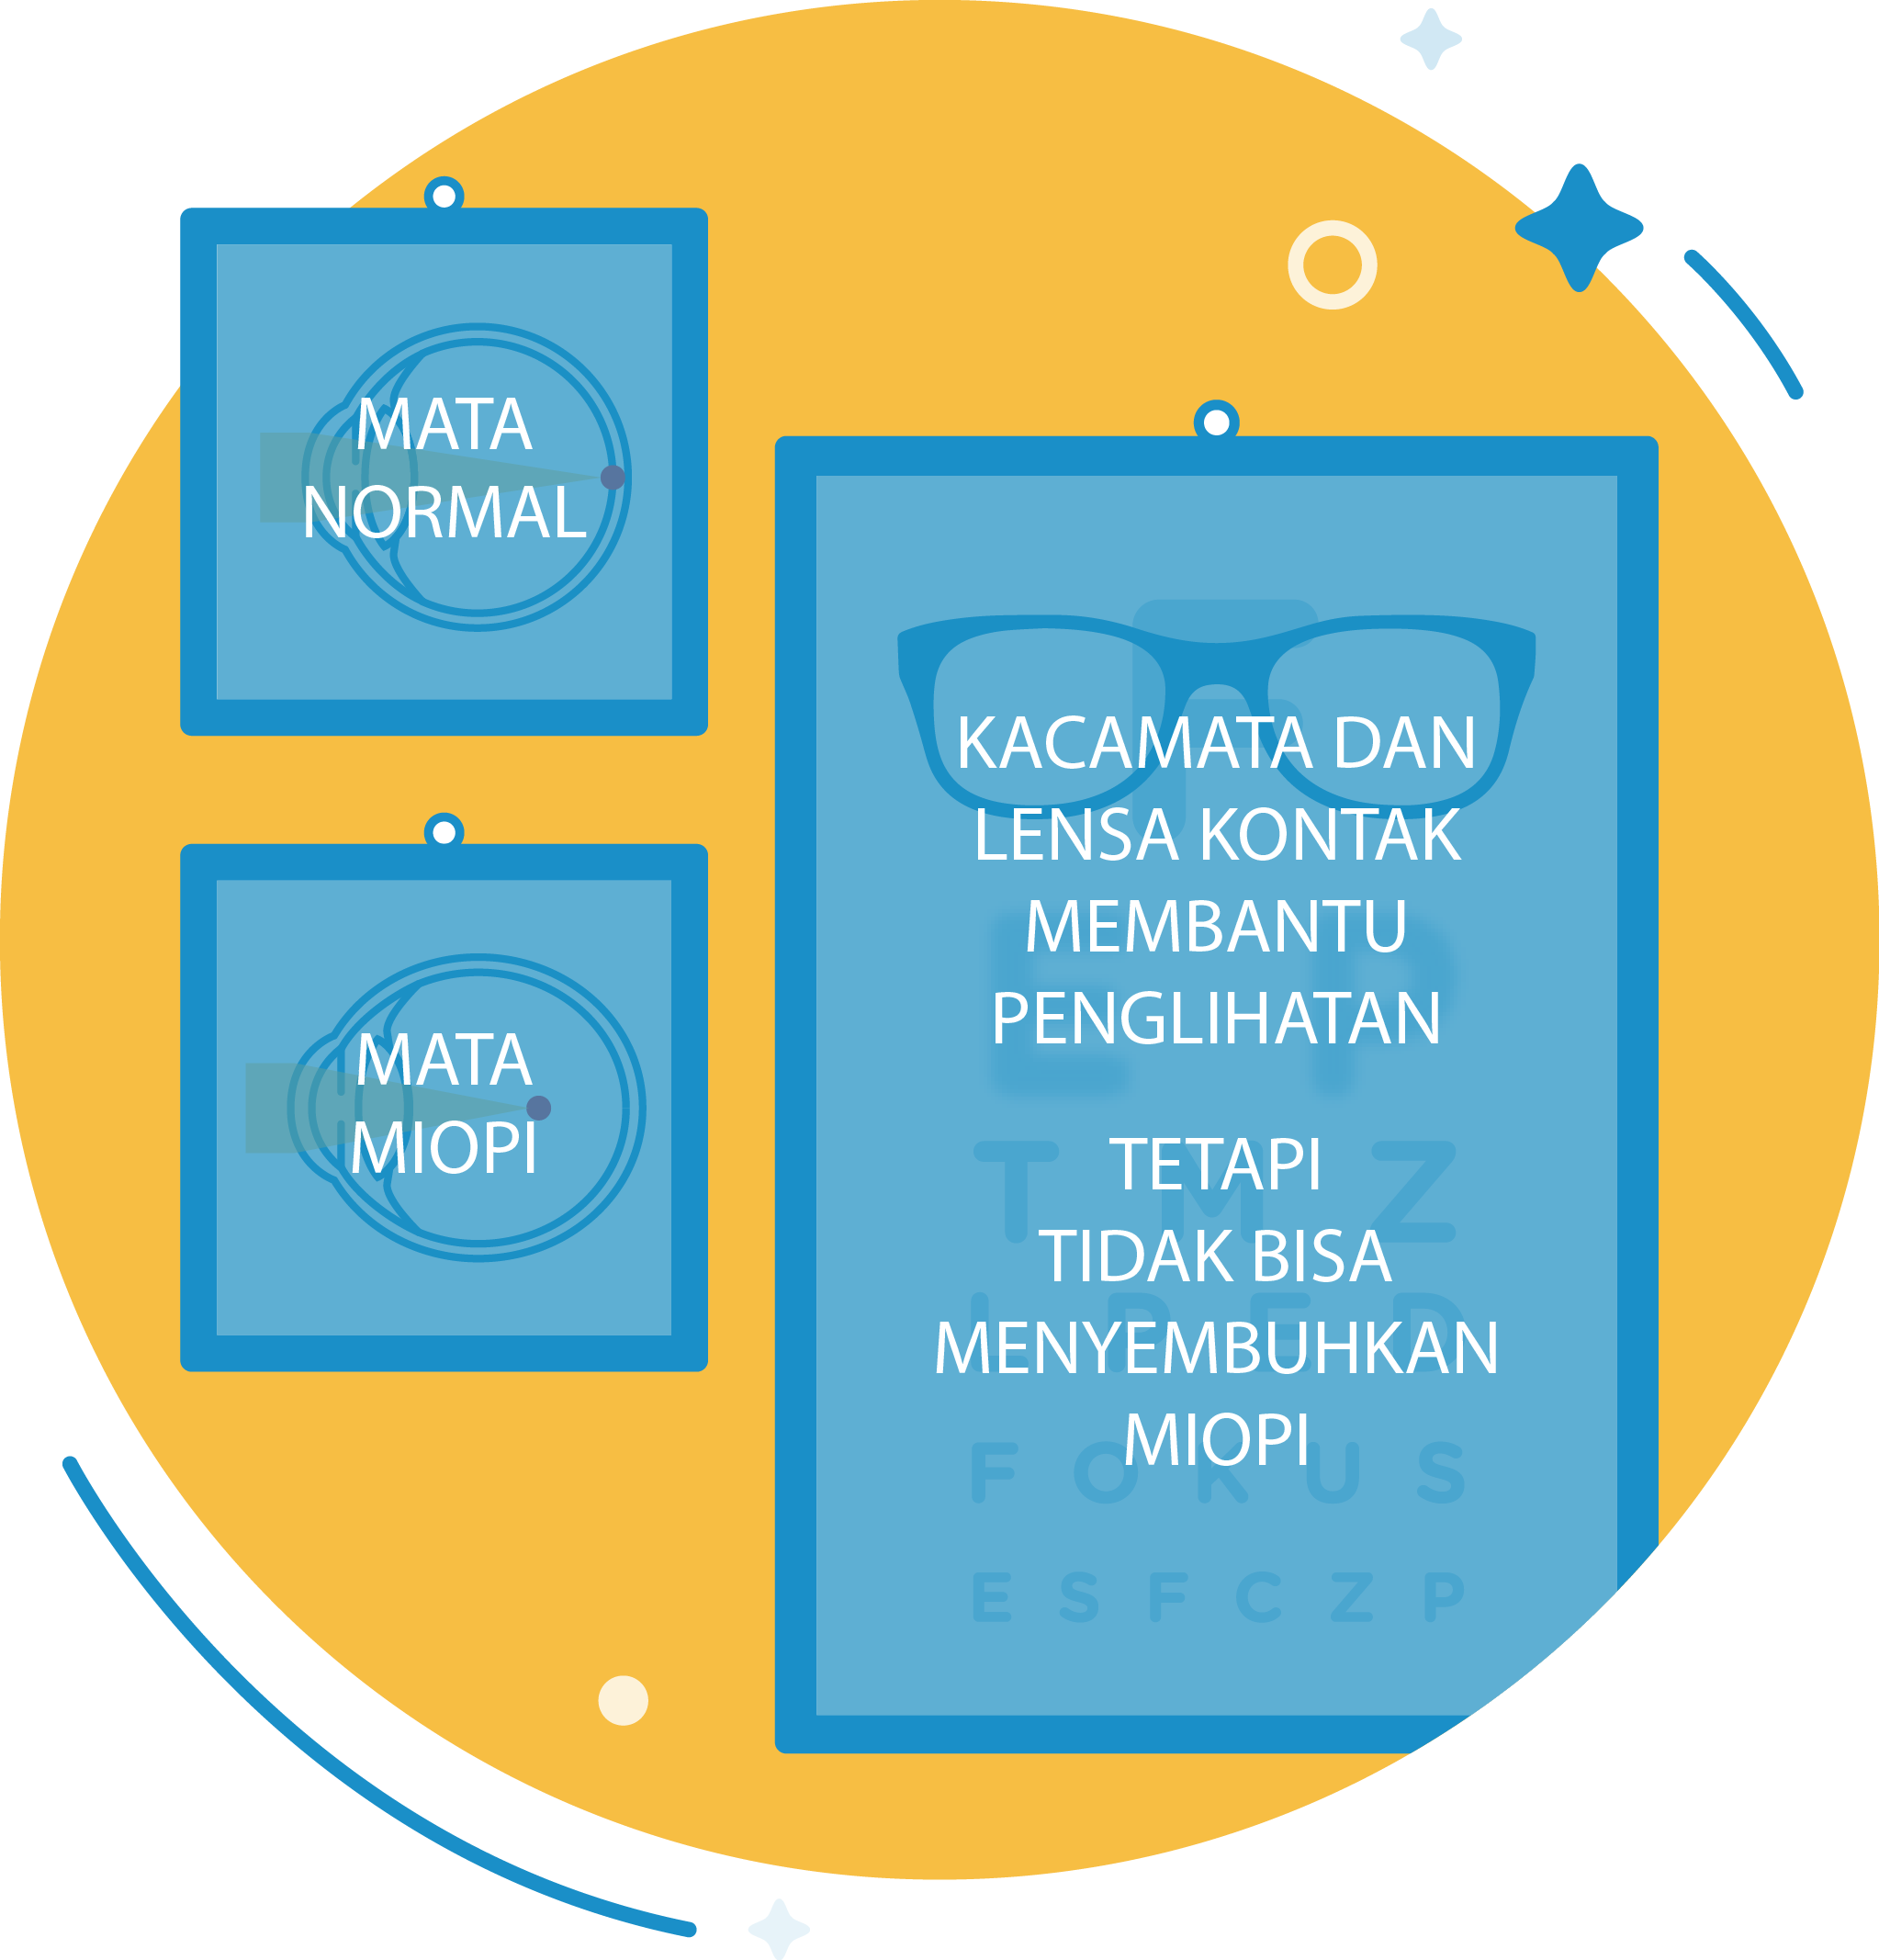 MATA
NORMAL
MATA
MIOPI
KACAMATA DAN
LENSA KONTAK
MEMBANTU
PENGLIHATAN
TETAPI
TIDAK BISA
MENYEMBUHKAN
MIOPI
F
E P
T M Z
L P E D
F O K U S
E S F C Z P